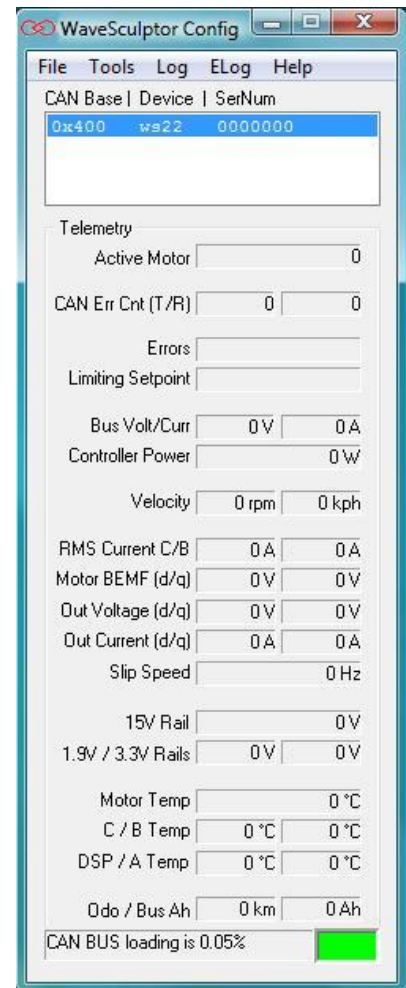 WaveSculptor Config
File Tools Log ELog Help
CAN Base | Device | SerNum
0x400 ws22 0000000
Telemetry
Active Motor 0
CAN Err Cnt (T/R) 0 0
Errors
Limiting Setpoint
Bus Volt/Curr 0 V 0 A
Controller Power 0 W
Velocity 0 rpm 0 kph
RMS Current C/B 0 A 0 A
Motor BEMF (d/q) 0 V 0 V
Out Voltage (d/q) 0 V 0 V
Out Current (d/q) 0 A 0 A
Slip Speed 0 Hz
15V Rail 0 V
1.9V / 3.3V Rails 0 V 0 V
Motor Temp 0 °C
C / B Temp 0 °C 0 °C
DSP / A Temp 0 °C 0 °C
Odo / Bus Ah 0 km 0 Ah
CAN BUS loading is 0.05%